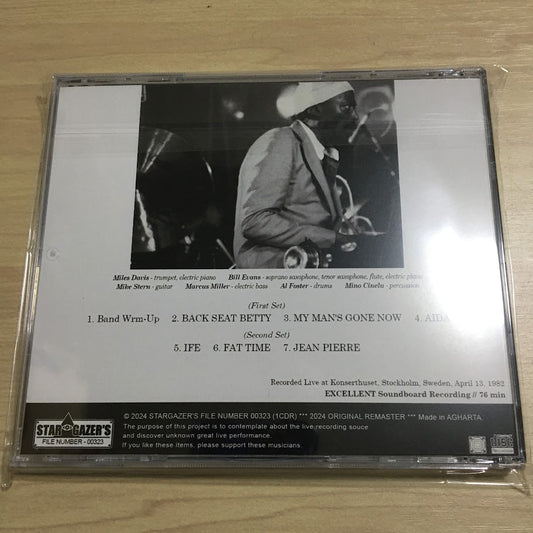 Miles Davis - trumpet, electric piano Bill Evans - soprano saxophone, tenor saxophone, flute, electric piano
Mike Stern - guitar Marcus Miller - electric bass Al Foster - drums Mino Cinelu - percussion
(First Set)
1. Band Wrm-Up 2. BACK SEAT BETTY 3. MY MAN'S GONE NOW 4. AIDA
(Second Set)
5. IFE 6. FAT TIME 7. JEAN PIERRE
Recorded Live at Konserthuset, Stockholm, Sweden, April 13, 1982
EXCELLENT Soundboard Recording // 76 min
STAR GAZER'S
FILE NUMBER - 00323
© 2024 STARGAZER'S FILE NUMBER 00323 (1CDR) *** 2024 ORIGINAL REMASTER *** Made in AGHARTA.
The purpose of this project is to contemplate about the live recording souce
and discover unknown great live performance.
If you like these items, please support these musicians.